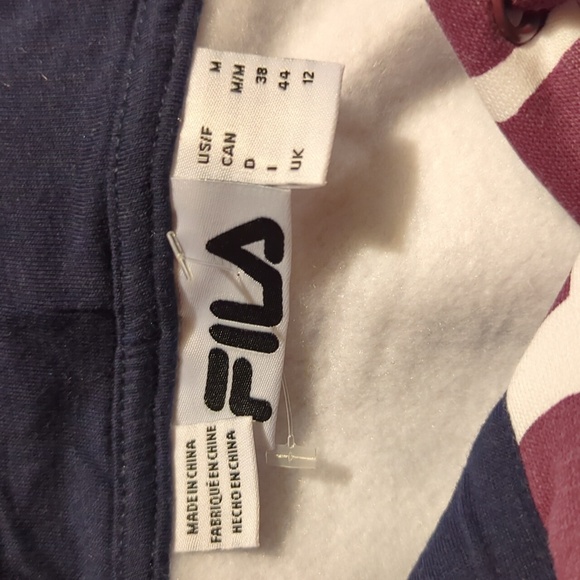 US/F M
CAN M/M
D 38
I 44
UK 12
FILA
MADE IN CHINA
FABRIQUÉ EN CHINE
HECHO EN CHINA